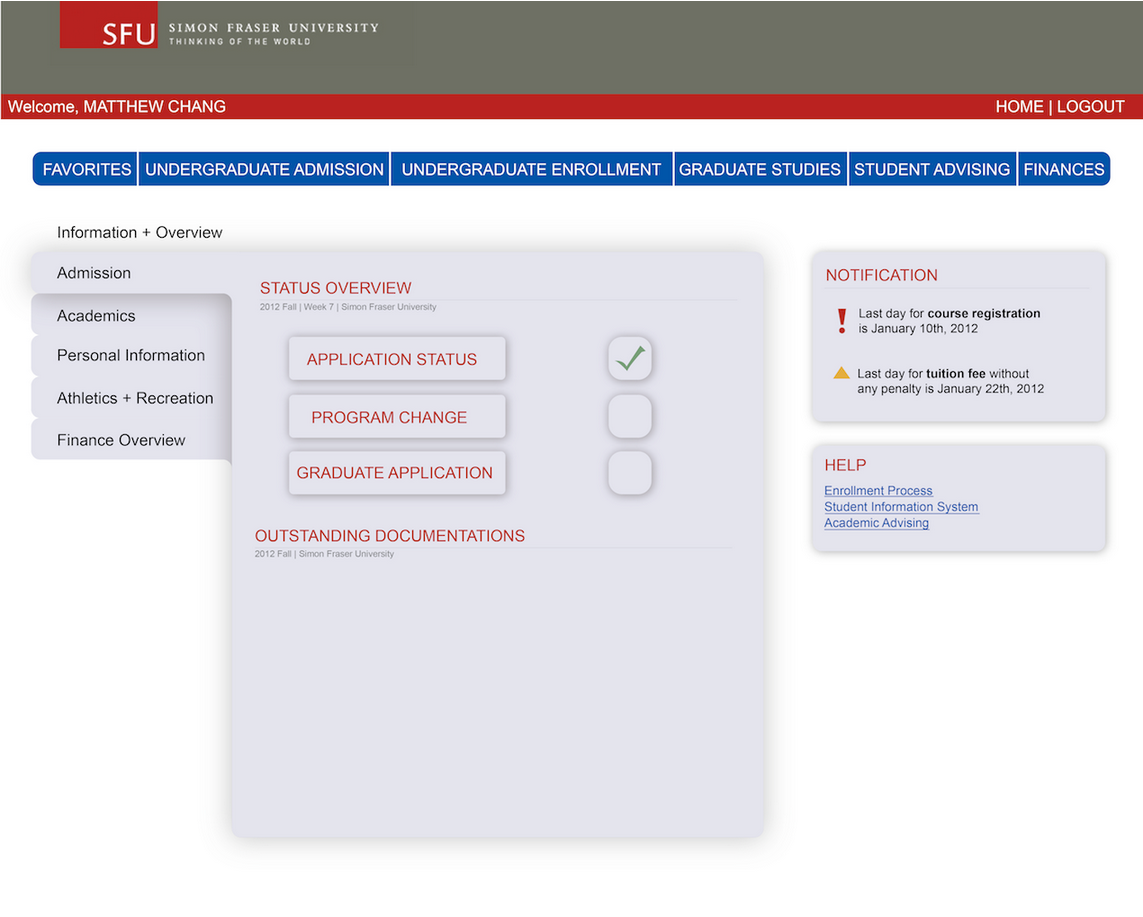 SFU SIMON FRASER UNIVERSITY
THINKING OF THE WORLD
Welcome, MATTHEW CHANG
HOME | LOGOUT
FAVORITES
UNDERGRADUATE ADMISSION
UNDERGRADUATE ENROLLMENT
GRADUATE STUDIES
STUDENT ADVISING
FINANCES
Information + Overview
Admission
Academics
Personal Information
Athletics + Recreation
Finance Overview
STATUS OVERVIEW
2012 Fall | Week 7 | Simon Fraser University
APPLICATION STATUS
PROGRAM CHANGE
GRADUATE APPLICATION
OUTSTANDING DOCUMENTATIONS
2012 Fall | Simon Fraser University
NOTIFICATION
Last day for course registration
is January 10th, 2012
Last day for tuition fee without
any penalty is January 22th, 2012
HELP
Enrollment Process
Student Information System
Academic Advising